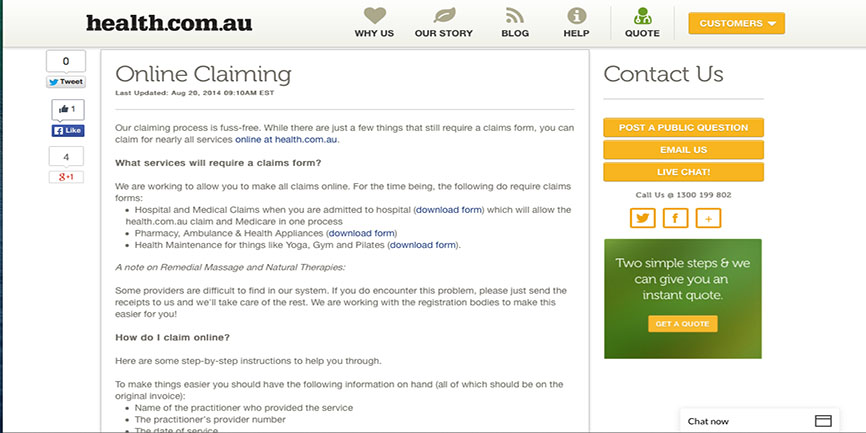 health.com.au
WHY US
OUR STORY
BLOG
HELP
QUOTE
CUSTOMERS
0
Tweet
1
Like
4
+1
Online Claiming
Last Updated: Aug 20, 2014 09:10AM EST
Our claiming process is fuss-free. While there are just a few things that still require a claims form, you can
claim for nearly all services online at health.com.au.
What services will require a claims form?
We are working to allow you to make all claims online. For the time being, the following do require claims
forms:
• Hospital and Medical Claims when you are admitted to hospital (download form) which will allow the
health.com.au claim and Medicare in one process
• Pharmacy, Ambulance & Health Appliances (download form)
• Health Maintenance for things like Yoga, Gym and Pilates (download form).
A note on Remedial Massage and Natural Therapies:
Some providers are difficult to find in our system. If you do encounter this problem, please just send the
receipts to us and we'll take care of the rest. We are working with the registration bodies to make this
easier for you!
How do I claim online?
Here are some step-by-step instructions to help you through.
To make things easier you should have the following information on hand (all of which should be on the
original invoice):
• Name of the practitioner who provided the service
• The practitioner's provider number
• The date of service
Contact Us
POST A PUBLIC QUESTION
EMAIL US
LIVE CHAT!
Call Us @ 1300 199 802
Two simple steps & we
can give you an
instant quote.
GET A QUOTE
Chat now